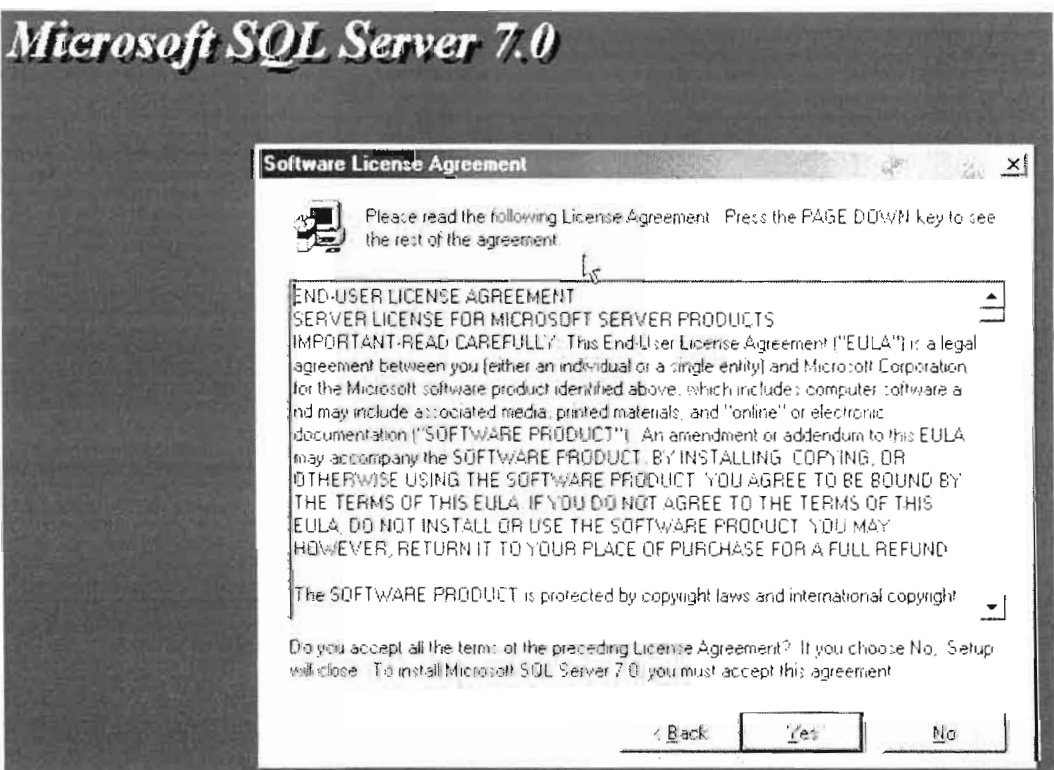 Microsoft SQL Server 7.0
Software License Agreement
Please read the following License Agreement. Press the PAGE DOWN key to see
the rest of the agreement.
END-USER LICENSE AGREEMENT
SERVER LICENSE FOR MICROSOFT SERVER PRODUCTS
IMPORTANT-READ CAREFULLY: This End-User License Agreement ("EULA") is a legal
agreement between you (either an individual or a single entity) and Microsoft Corporation
for the Microsoft software product identified above, which includes computer software a
nd may include associated media, printed materials, and "online" or electronic
documentation ("SOFTWARE PRODUCT"). An amendment or addendum to this EULA
may accompany the SOFTWARE PRODUCT. BY INSTALLING, COPYING, OR
OTHERWISE USING THE SOFTWARE PRODUCT, YOU AGREE TO BE BOUND BY
THE TERMS OF THIS EULA. IF YOU DO NOT AGREE TO THE TERMS OF THIS
EULA, DO NOT INSTALL OR USE THE SOFTWARE PRODUCT. YOU MAY
HOWEVER, RETURN IT TO YOUR PLACE OF PURCHASE FOR A FULL REFUND
The SOFTWARE PRODUCT is protected by copyright laws and international copyright
Do you accept all the terms of the preceding License Agreement? If you choose No, Setup
will close. To install Microsoft SQL Server 7.0, you must accept this agreement.
< Back
Yes
No